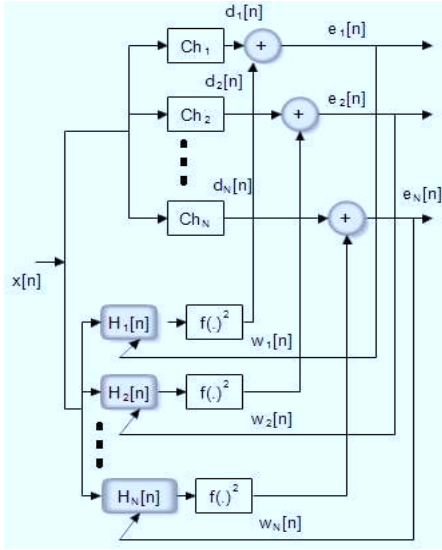 d₁[n]
Ch₁ + e₁[n]
d₂[n]
Ch₂ + e₂[n]
d_N[n]
Ch_N + e_N[n]
x[n]
H₁[n] f(.)²
w₁[n]
H₂[n] f(.)²
w₂[n]
H_N[n] f(.)²
w_N[n]